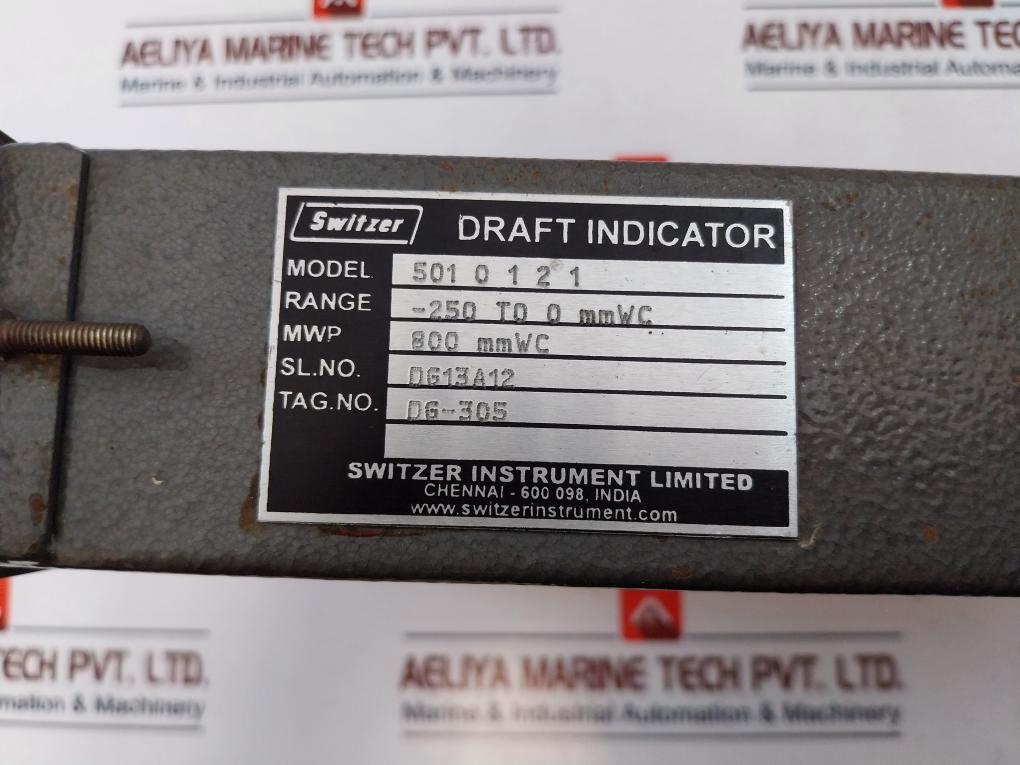 AELIYA MARINE TECH PVT. LTD.
Marine & Industrial Automation & Machinery
AELIYA MARINE TEC
Marine & Industrial Automa
Switzer
DRAFT INDICATOR
MODEL 501 0 1 2 1
RANGE -250 TO 0 mmWC
MWP 800 mmWC
SL.NO. DG13A12
TAG.NO. DG-305
SWITZER INSTRUMENT LIMITED
CHENNAI - 600 098, INDIA
www.switzerinstrument.com
TECH PVT. LTD.
mation & Machinery
AELIYA MARINE TECH PVT. LTD.
Marine & Industrial Automation & Machinery